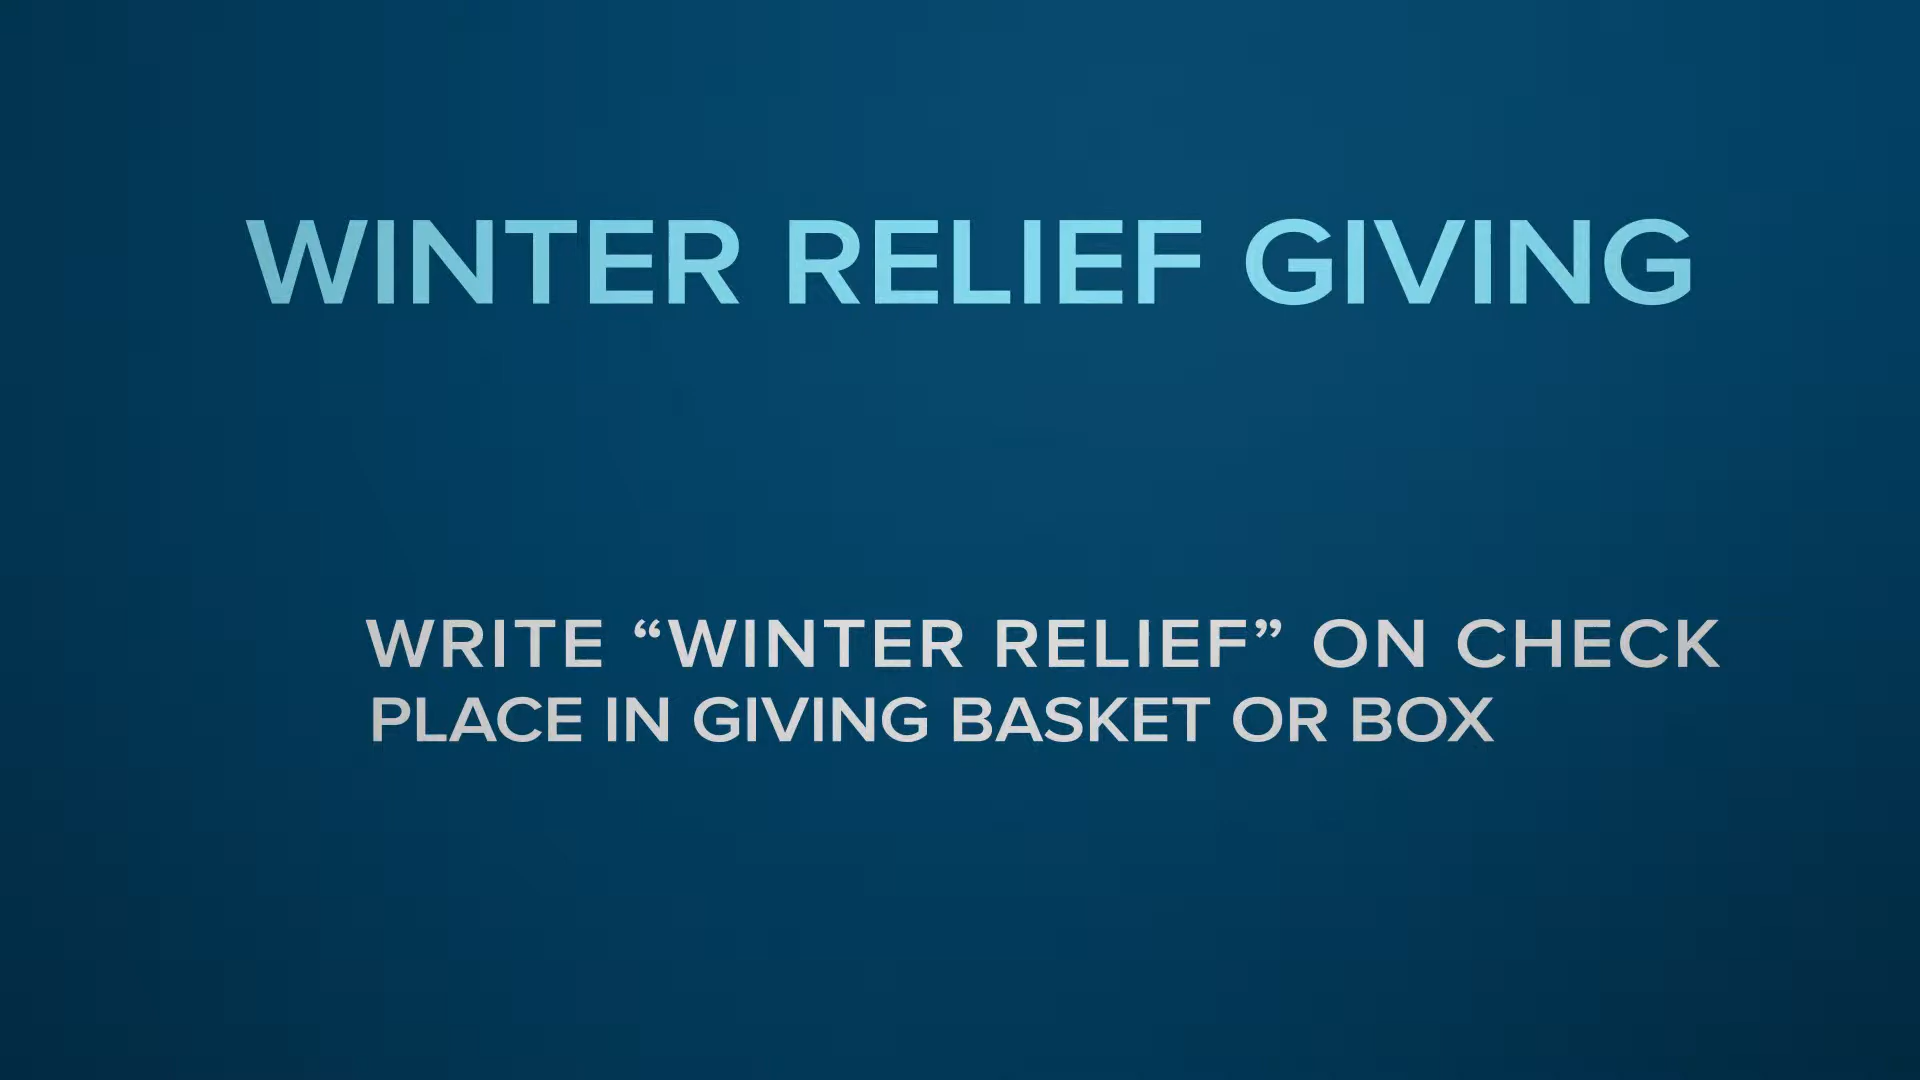 WINTER RELIEF GIVING
WRITE “WINTER RELIEF” ON CHECK
PLACE IN GIVING BASKET OR BOX